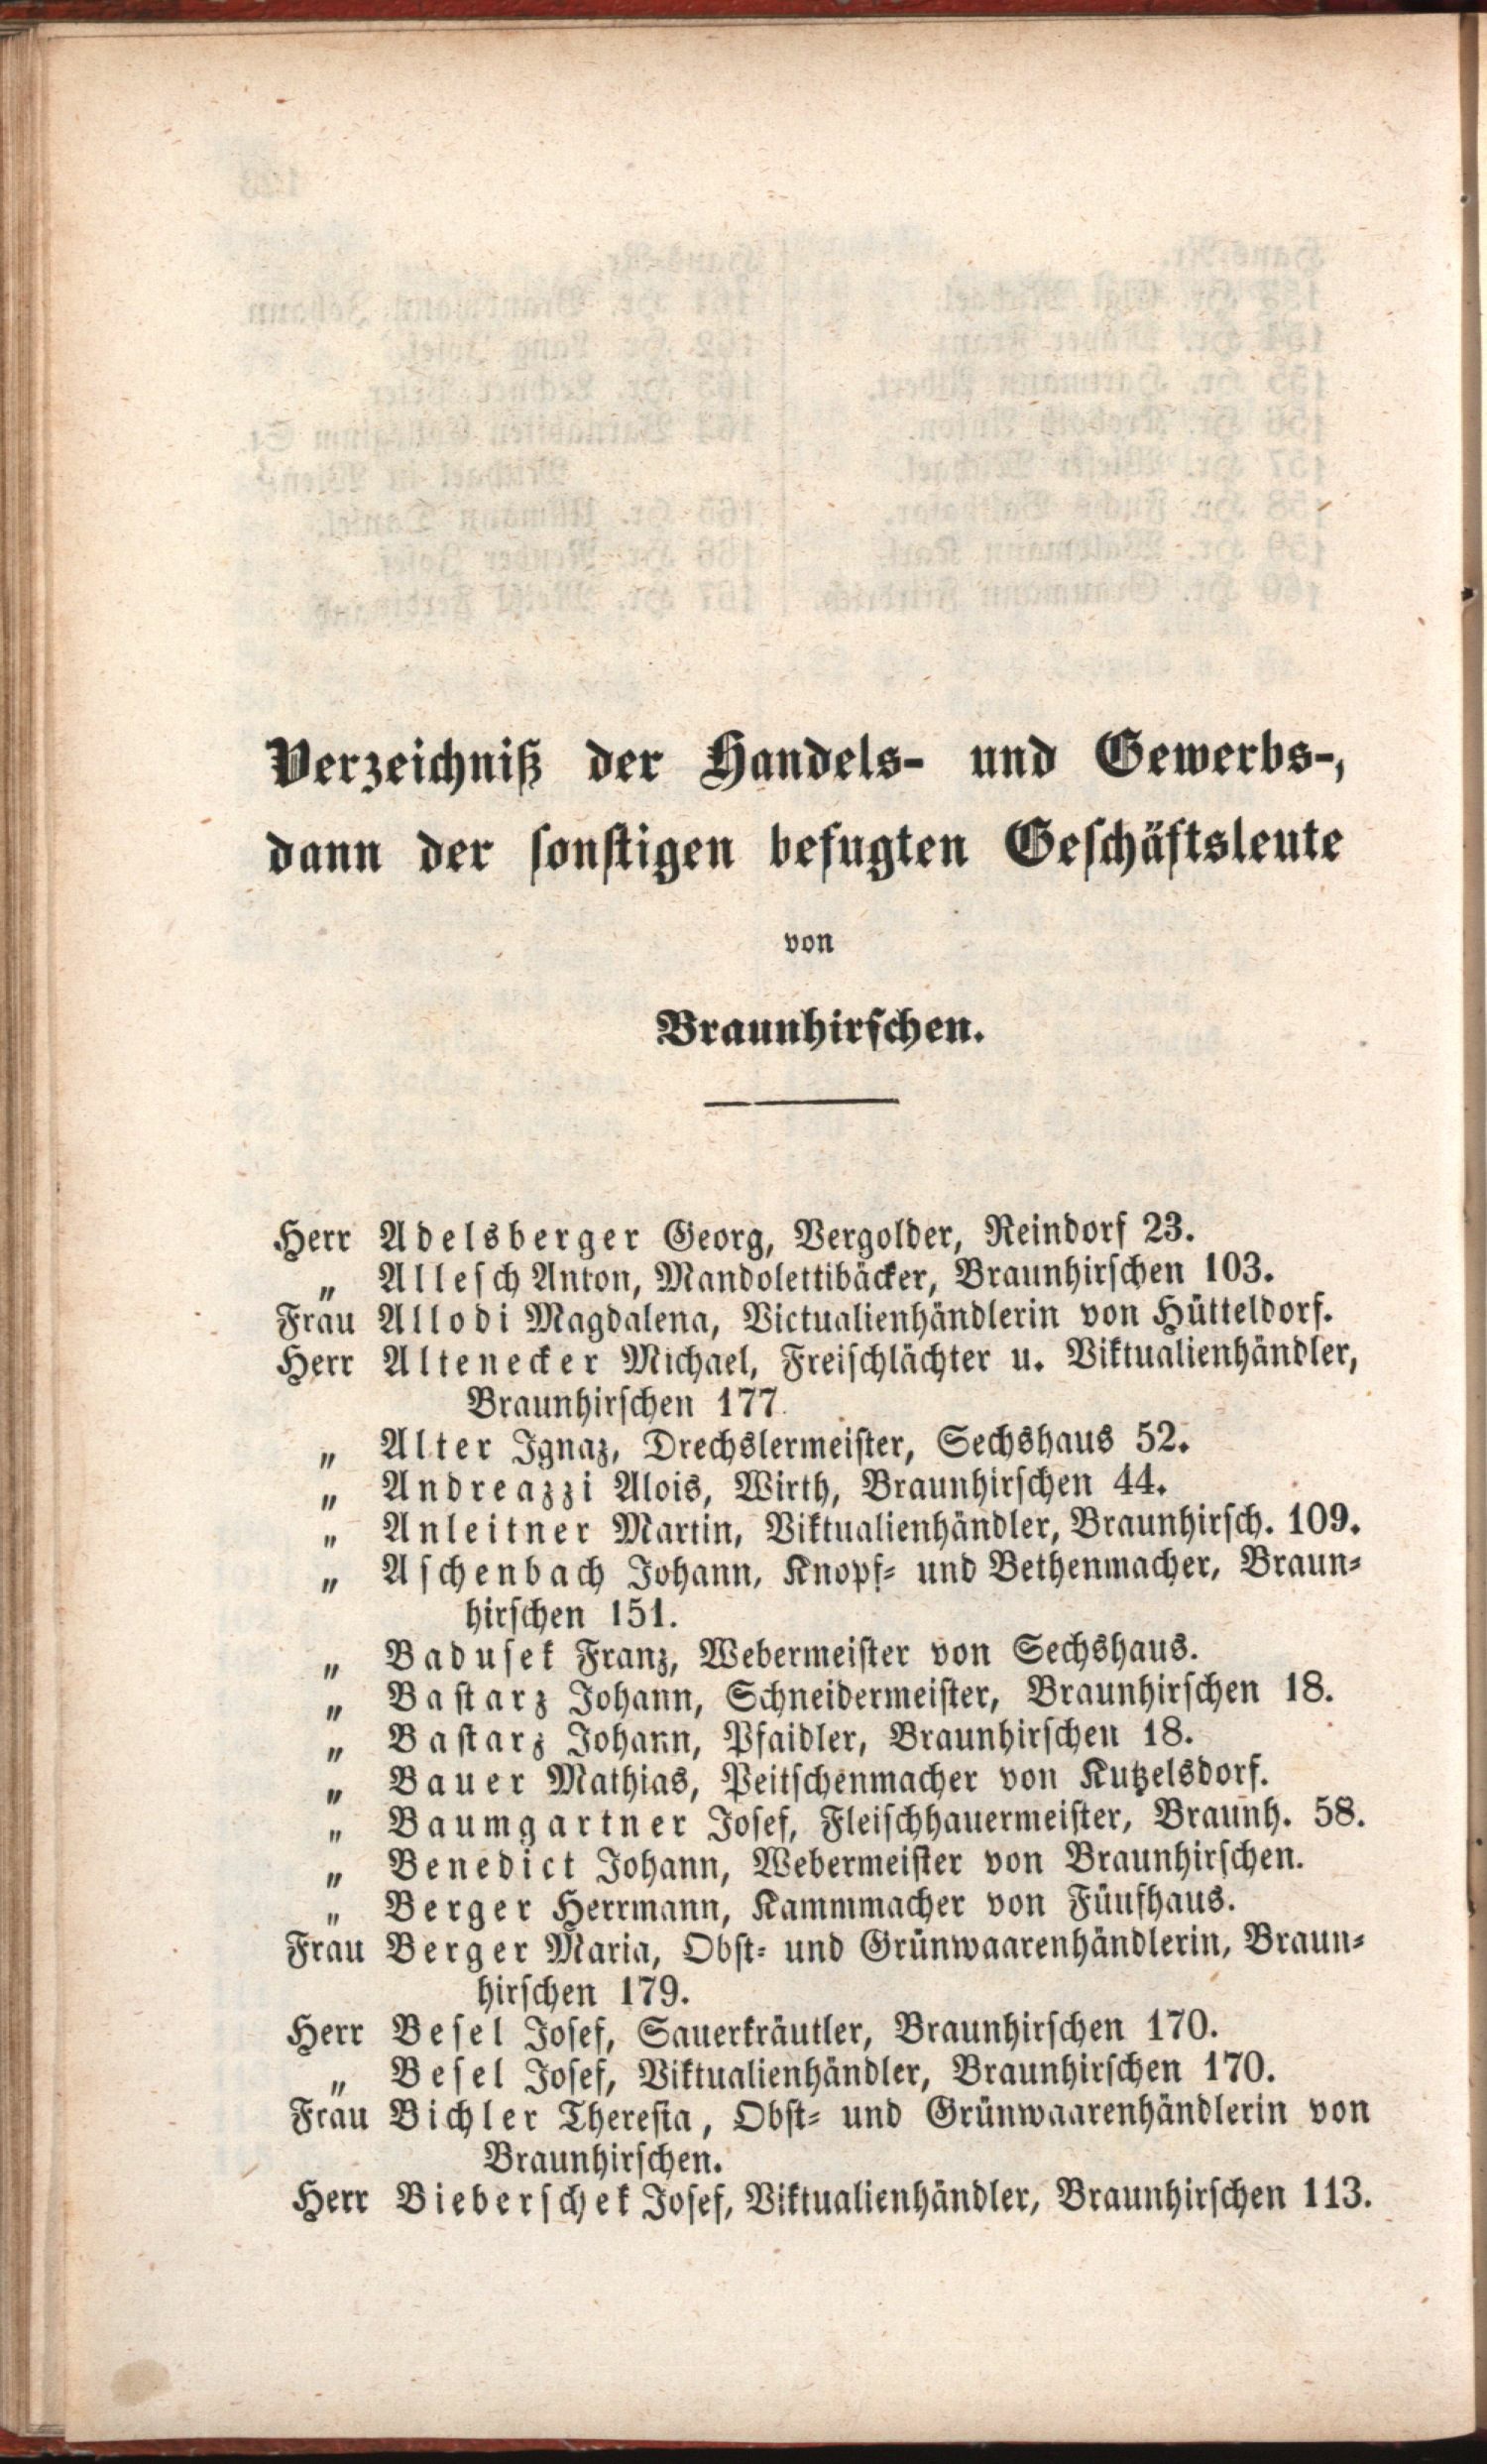 Verzeichniß der Handels- und Gewerbs-,
dann der sonstigen befugten Geschäftsleute
von
Braunhirschen.
Herr Adelsberger Georg, Vergolder, Reindorf 23.
„ Allesch Anton, Mandolettibäcker, Braunhirschen 103.
Frau Allodi Magdalena, Victualienhändlerin von Hütteldorf.
Herr Altenecker Michael, Freischlächter u. Viktualienhändler,
Braunhirschen 177.
„ Alter Ignaz, Drechslermeister, Sechshaus 52.
„ Andreazzi Alois, Wirth, Braunhirschen 44.
„ Anleitner Martin, Viktualienhändler, Braunhirsch. 109.
„ Aschenbach Johann, Knopf- und Bethenmacher, Braun-
hirschen 151.
„ Badusek Franz, Webermeister von Sechshaus.
„ Bastarz Johann, Schneidermeister, Braunhirschen 18.
„ Bastarz Johann, Pfaidler, Braunhirschen 18.
„ Bauer Mathias, Peitschenmacher von Kutzelsdorf.
„ Baumgartner Josef, Fleischhauermeister, Braunh. 58.
„ Benedict Johann, Webermeister von Braunhirschen.
„ Berger Herrmann, Kammmacher von Fünfhaus.
Frau Berger Maria, Obst- und Grünwaarenhändlerin, Braun-
hirschen 179.
Herr Besel Josef, Sauerkräutler, Braunhirschen 170.
„ Besel Josef, Viktualienhändler, Braunhirschen 170.
Frau Bichler Theresia, Obst- und Grünwaarenhändlerin von
Braunhirschen.
Herr Bieberschek Josef, Viktualienhändler, Braunhirschen 113.